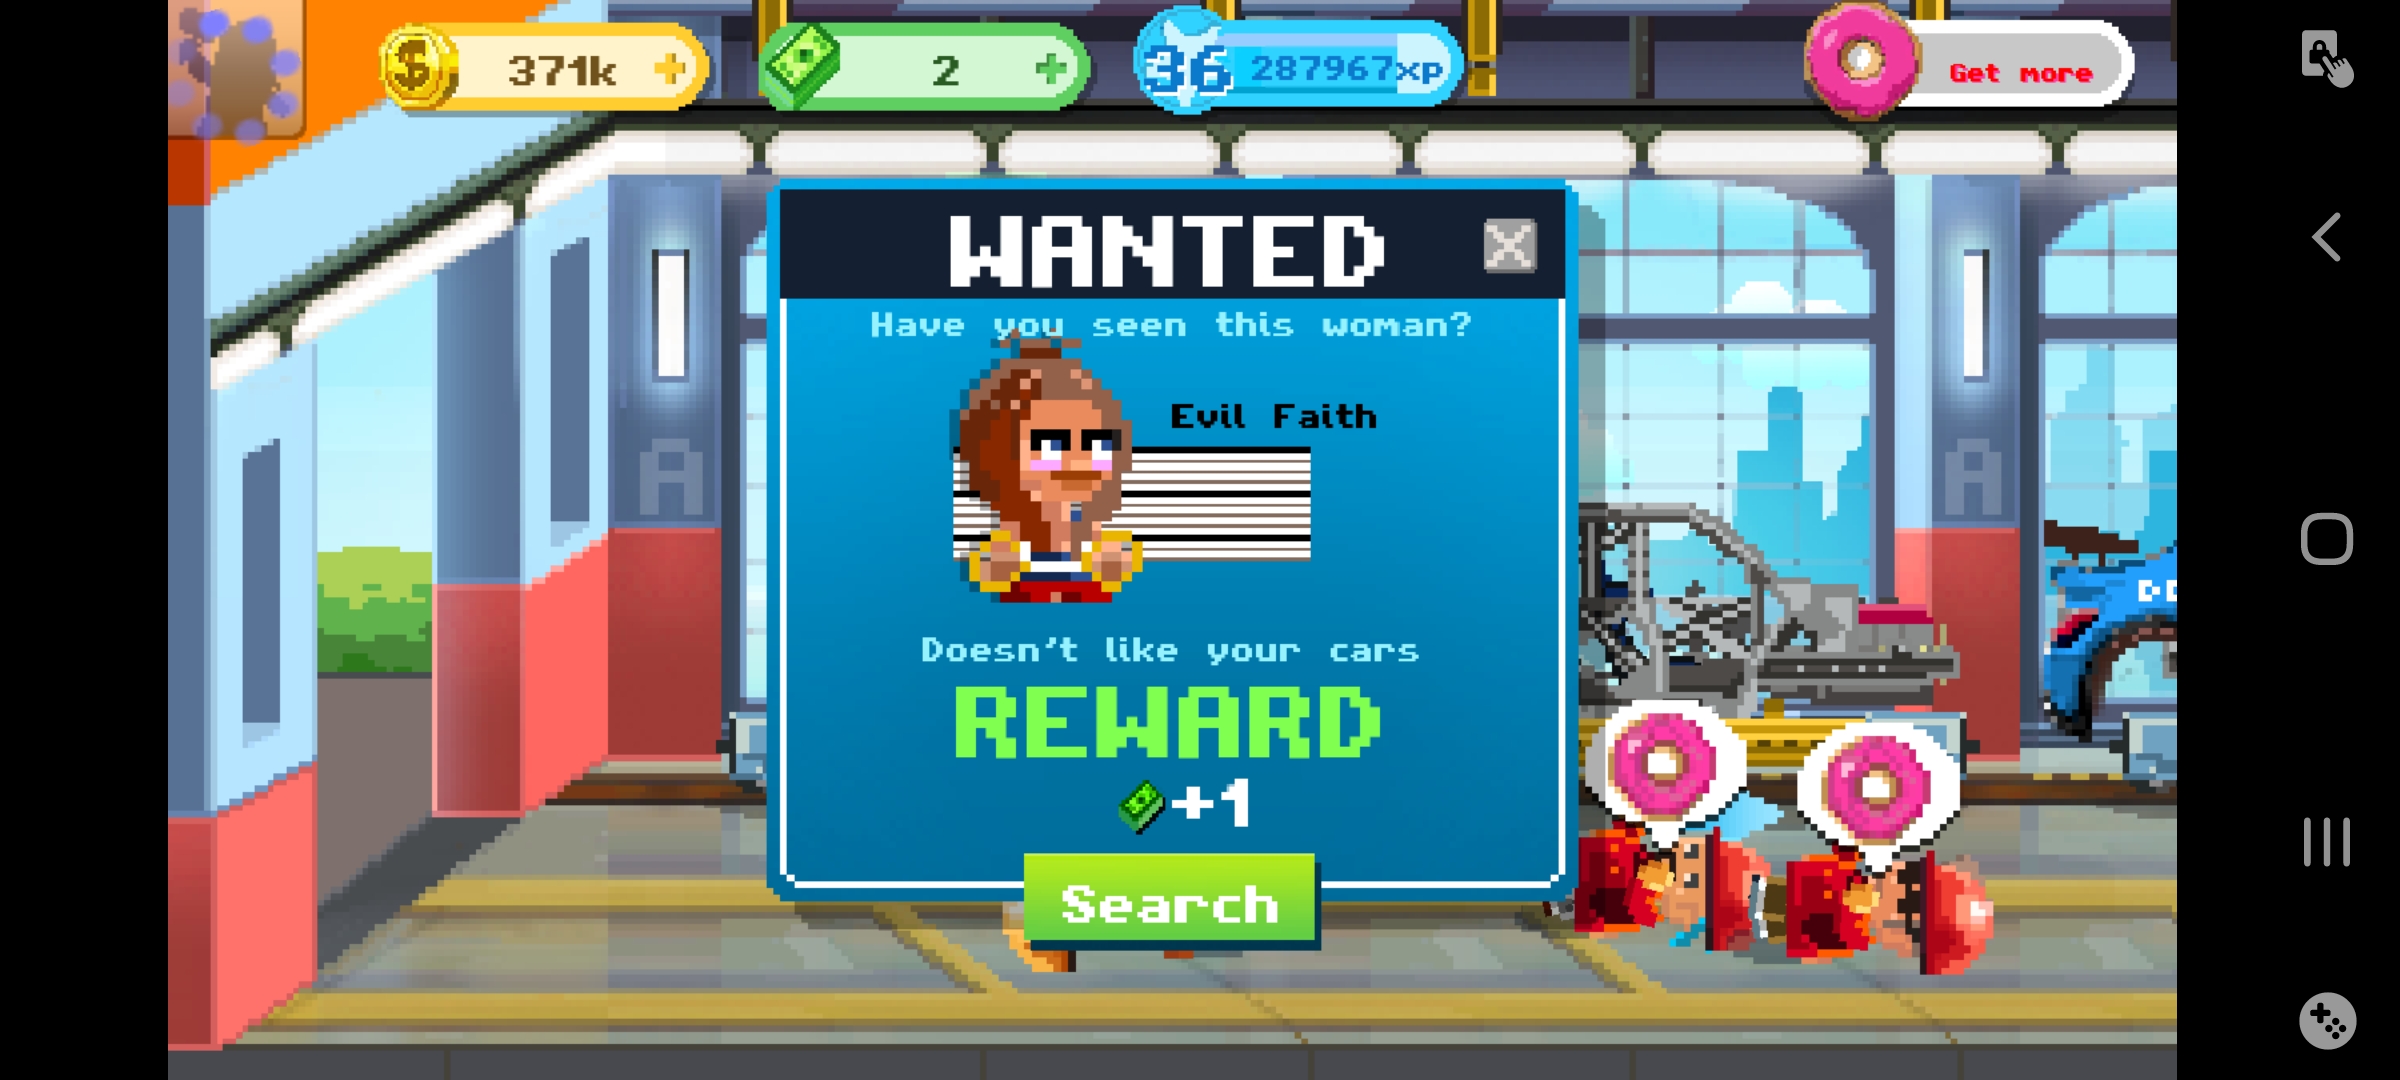 371k +
2 +
36 287967xp
Get more
WANTED
Have you seen this woman?
Evil Faith
A
A
Doesn't like your cars
REWARD
+1
Search